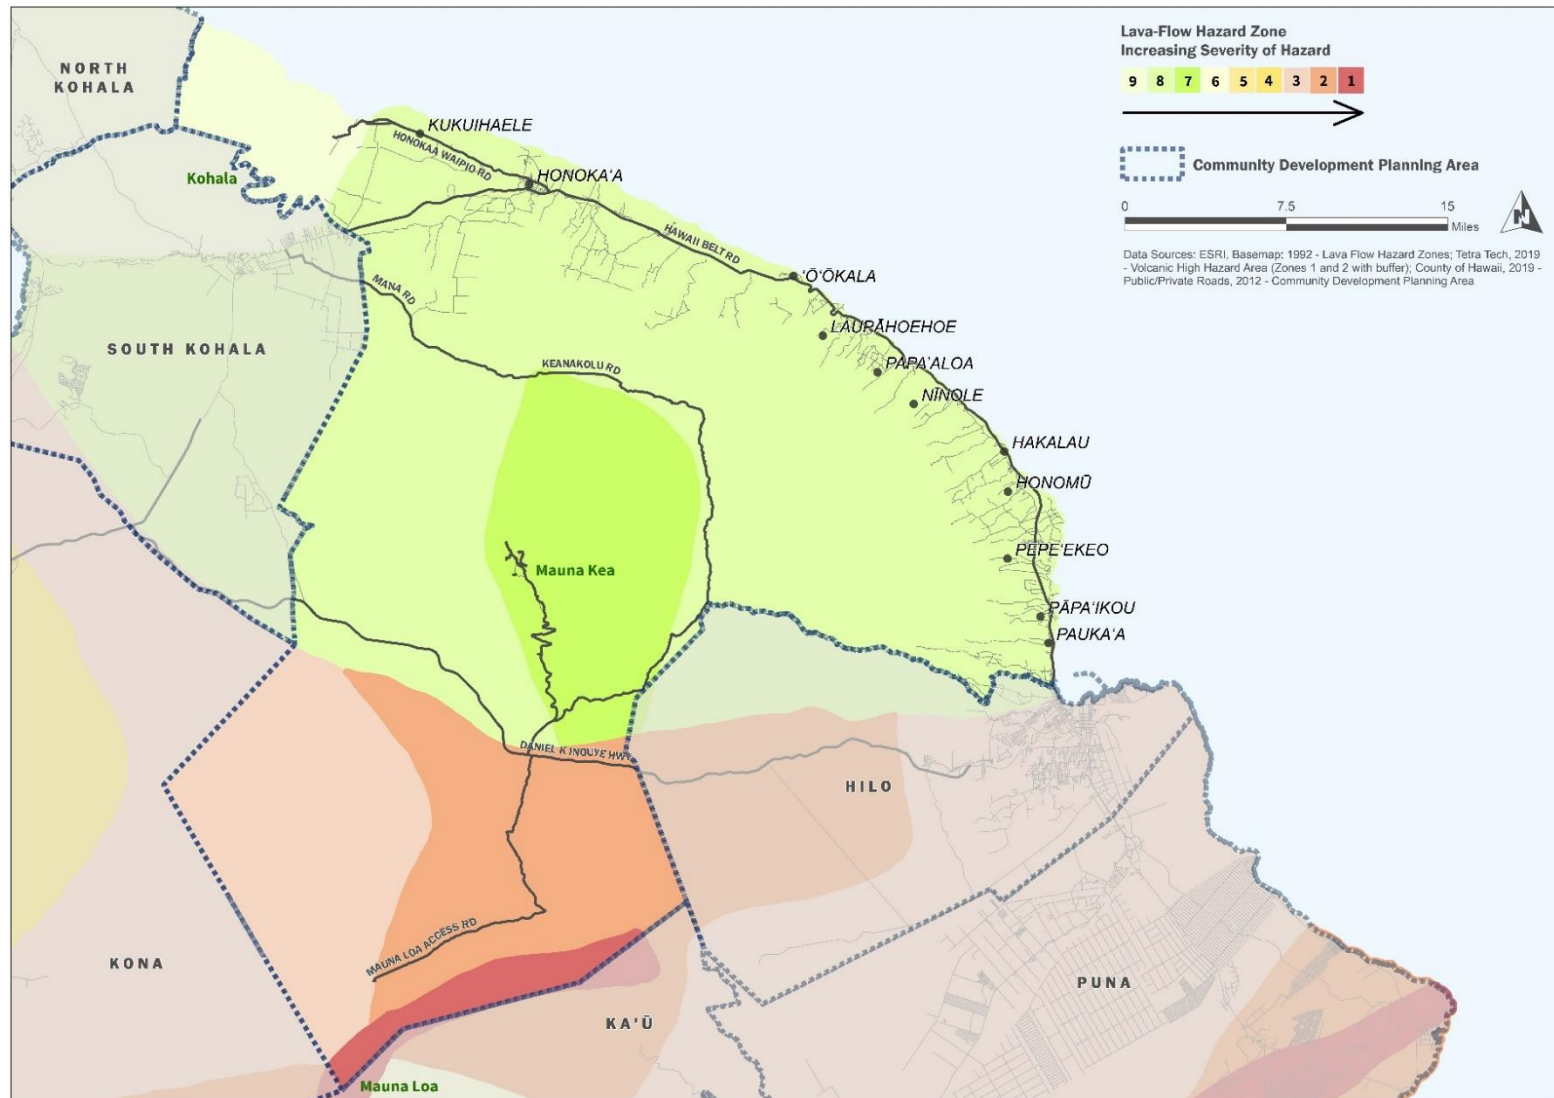 Lava-Flow Hazard Zone
Increasing Severity of Hazard
9 8 7 6 5 4 3 2 1
Community Development Planning Area
0 7.5 15
Miles
N
Data Sources: ESRI, Basemap; 1992 - Lava Flow Hazard Zones; Tetra Tech, 2019
- Volcanic High Hazard Area (Zones 1 and 2 with buffer); County of Hawaii, 2019 -
Public/Private Roads, 2012 - Community Development Planning Area
NORTH
KOHALA
KUKUIHAELE
HONOKAA WAIPIO RD
Kohala
HONOKA'A
HAWAII BELT RD
'Ō'ŌKALA
MANA RD
LAUPĀHOEHOE
SOUTH KOHALA
KEANAKOLU RD
PAPA'ALOA
NĪNOLE
HAKALAU
HONOMŪ
PEPE'EKEO
Mauna Kea
PĀPA'IKOU
PAUKA'A
DANIEL K INOUYE HWY
HILO
MAUNA LOA ACCESS RD
KONA
PUNA
KA'Ū
Mauna Loa